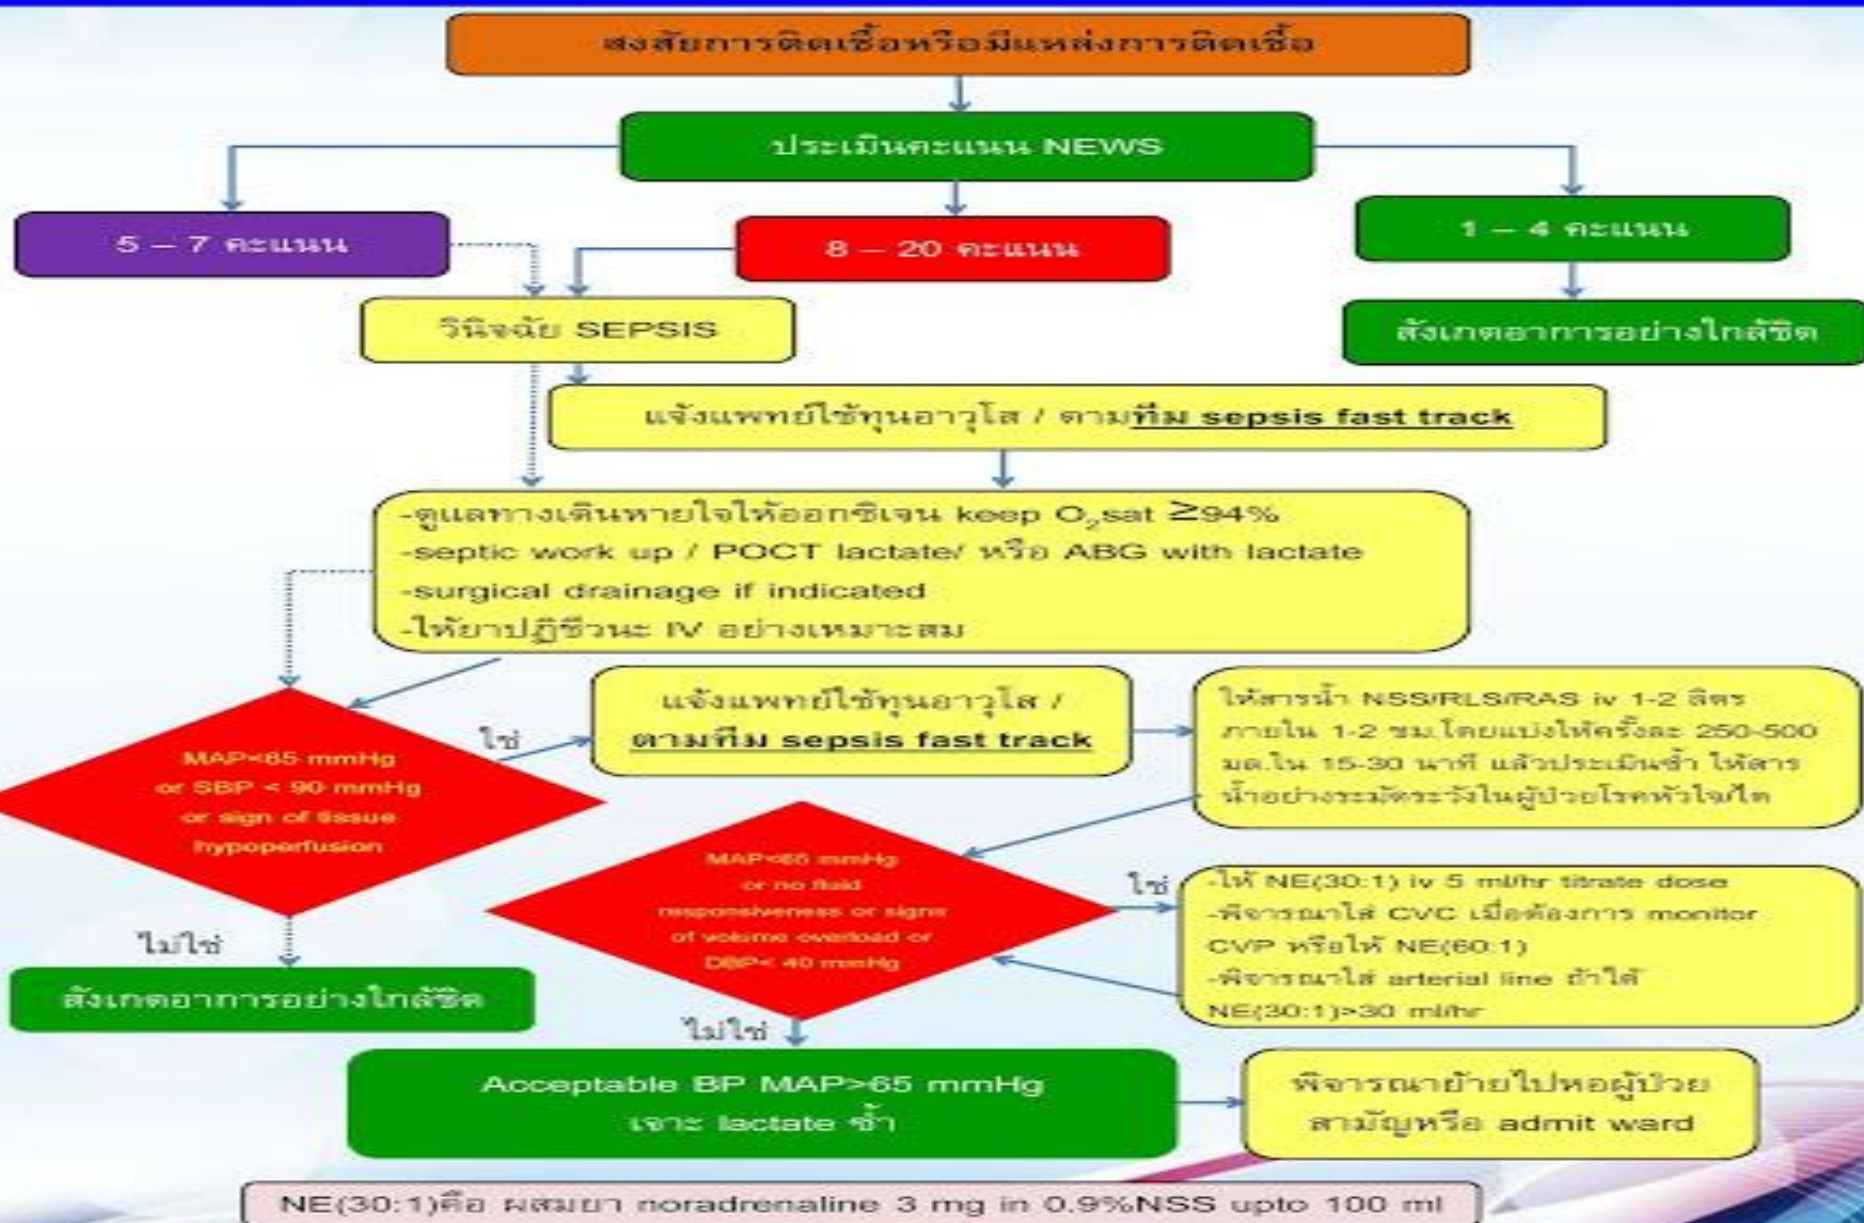 สงสัยการติดเชื้อหรือมีแหล่งการติดเชื้อ
ประเมินคะแนน NEWS
5 – 7 คะแนน
8 – 20 คะแนน
1 – 4 คะแนน
วินิจฉัย SEPSIS
สังเกตอาการอย่างใกล้ชิด
แจ้งแพทย์ใช้ทุนอาวุโส / ตามทีม sepsis fast track
-ดูแลทางเดินหายใจให้ออกซิเจน keep O₂sat ≥94%
-septic work up / POCT lactate/ หรือ ABG with lactate
-surgical drainage if indicated
-ให้ยาปฏิชีวนะ IV อย่างเหมาะสม
MAP<65 mmHg
or SBP < 90 mmHg
or sign of tissue
hypoperfusion
ใช่
แจ้งแพทย์ใช้ทุนอาวุโส /
ตามทีม sepsis fast track
ให้สารน้ำ NSS/RLS/RAS iv 1-2 ลิตร
ภายใน 1-2 ชม.โดยแบ่งให้ครั้งละ 250-500
มล.ใน 15-30 นาที แล้วประเมินซ้ำ ให้สาร
น้ำอย่างระมัดระวังในผู้ป่วยโรคหัวใจ/ไต
MAP<65 mmHg
or no fluid
responsiveness or signs
of volume overload or
DBP< 40 mmHg
ใช่
-ให้ NE(30:1) iv 5 ml/hr titrate dose
-พิจารณาใส่ CVC เมื่อต้องการ monitor
CVP หรือให้ NE(60:1)
-พิจารณาใส่ arterial line ถ้าได้
NE(30:1)>30 ml/hr
ไม่ใช่
สังเกตอาการอย่างใกล้ชิด
ไม่ใช่
Acceptable BP MAP>65 mmHg
เจาะ lactate ซ้ำ
พิจารณาย้ายไปหอผู้ป่วย
สามัญหรือ admit ward
NE(30:1)คือ ผสมยา noradrenaline 3 mg in 0.9%NSS upto 100 ml